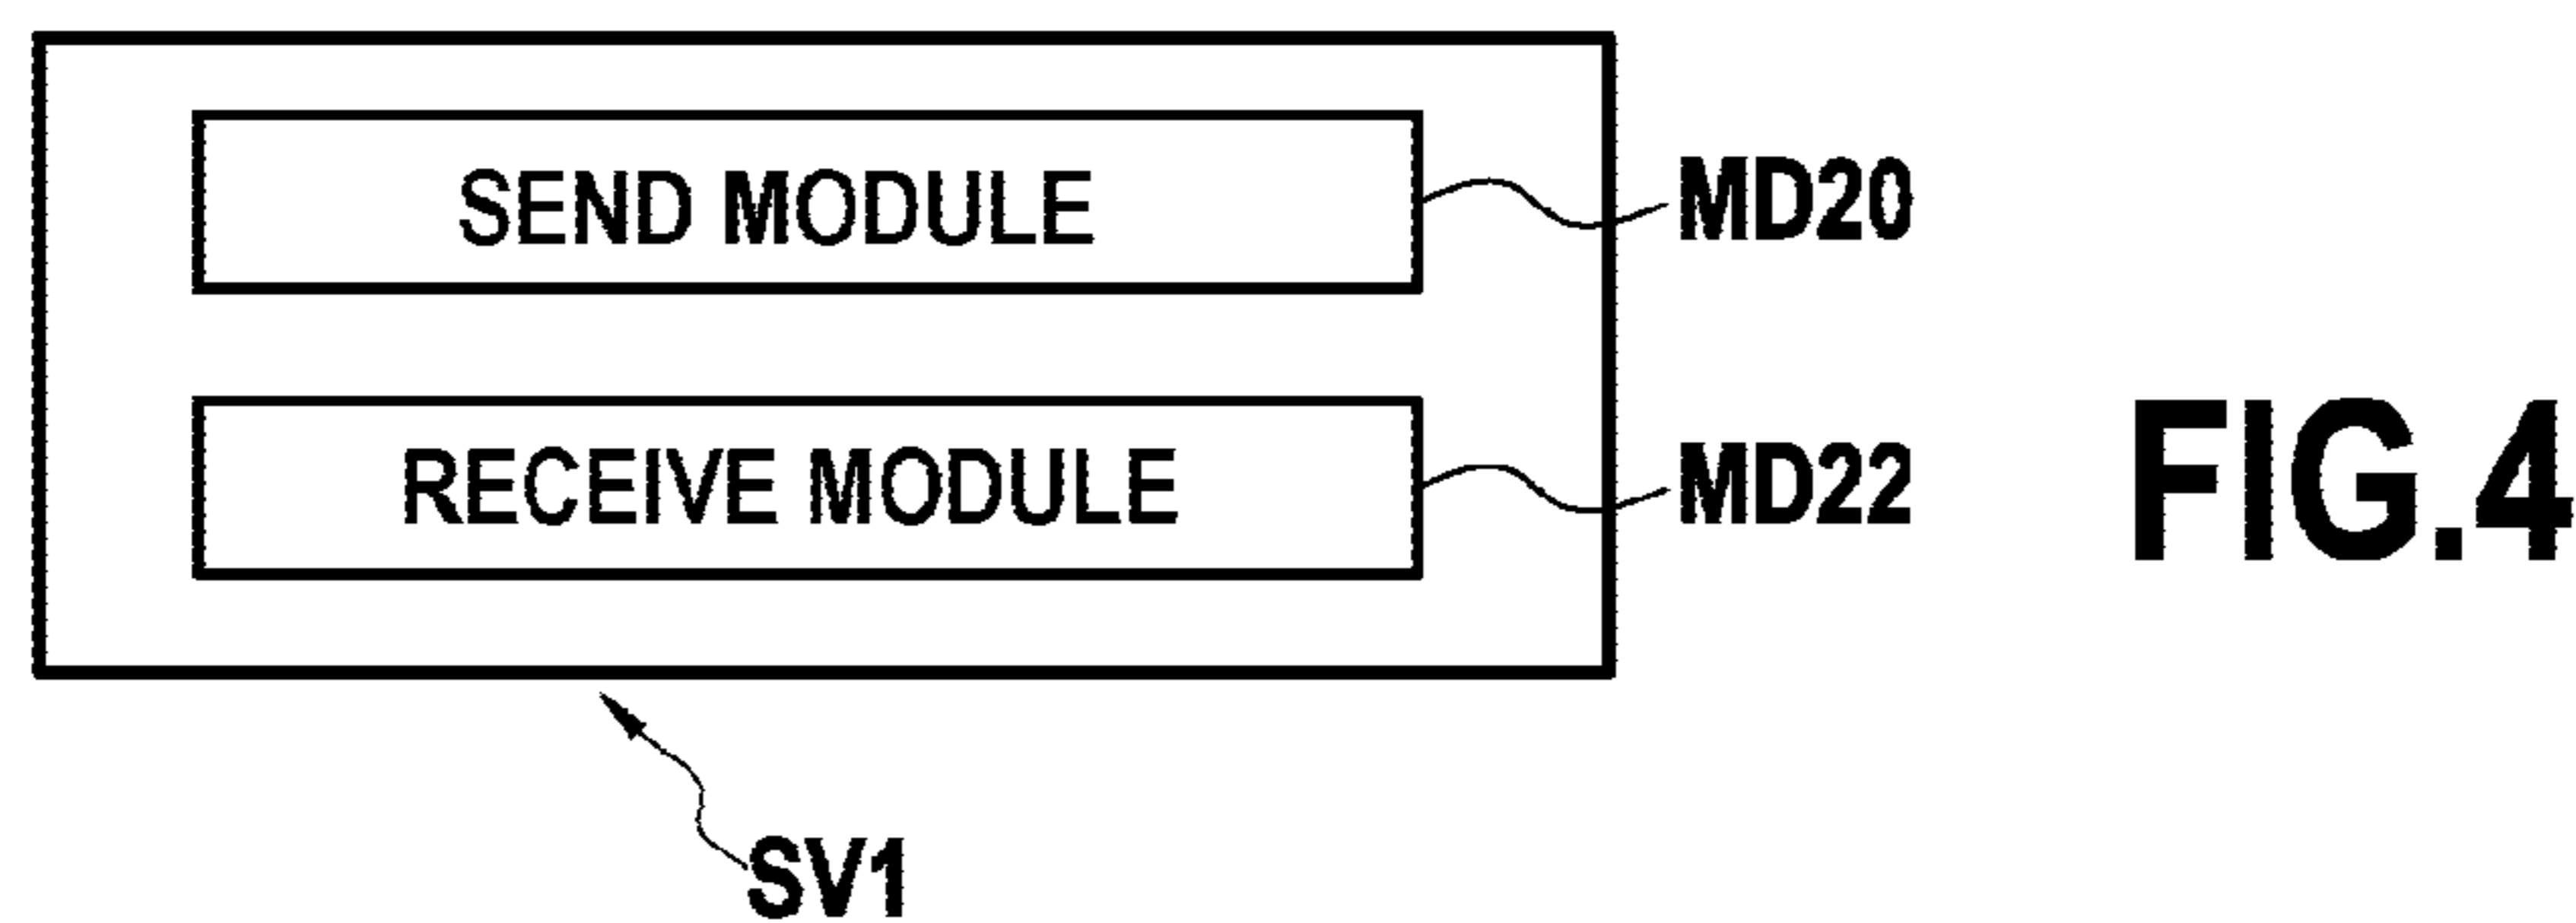 SEND MODULE
MD20
RECEIVE MODULE
MD22
FIG.4
SV1